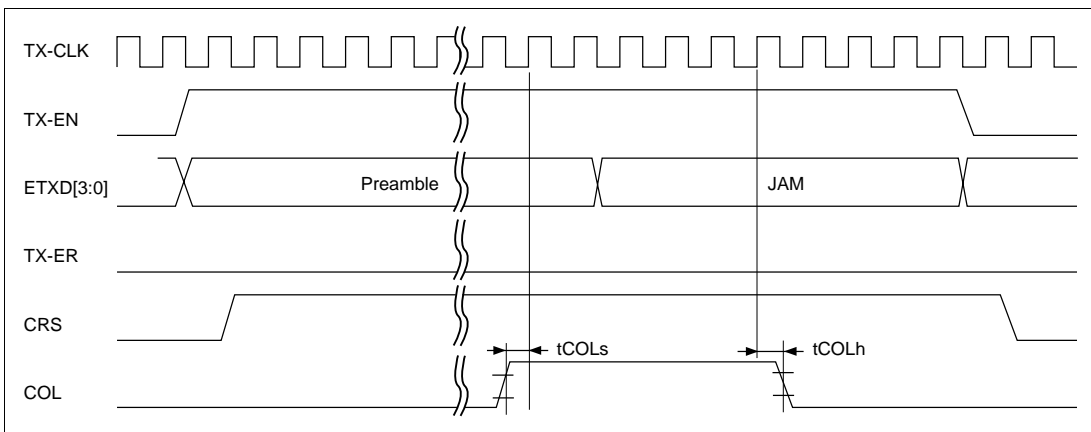 TX-CLK
TX-EN
ETXD[3:0]
Preamble
JAM
TX-ER
CRS
tCOLs
tCOLh
COL